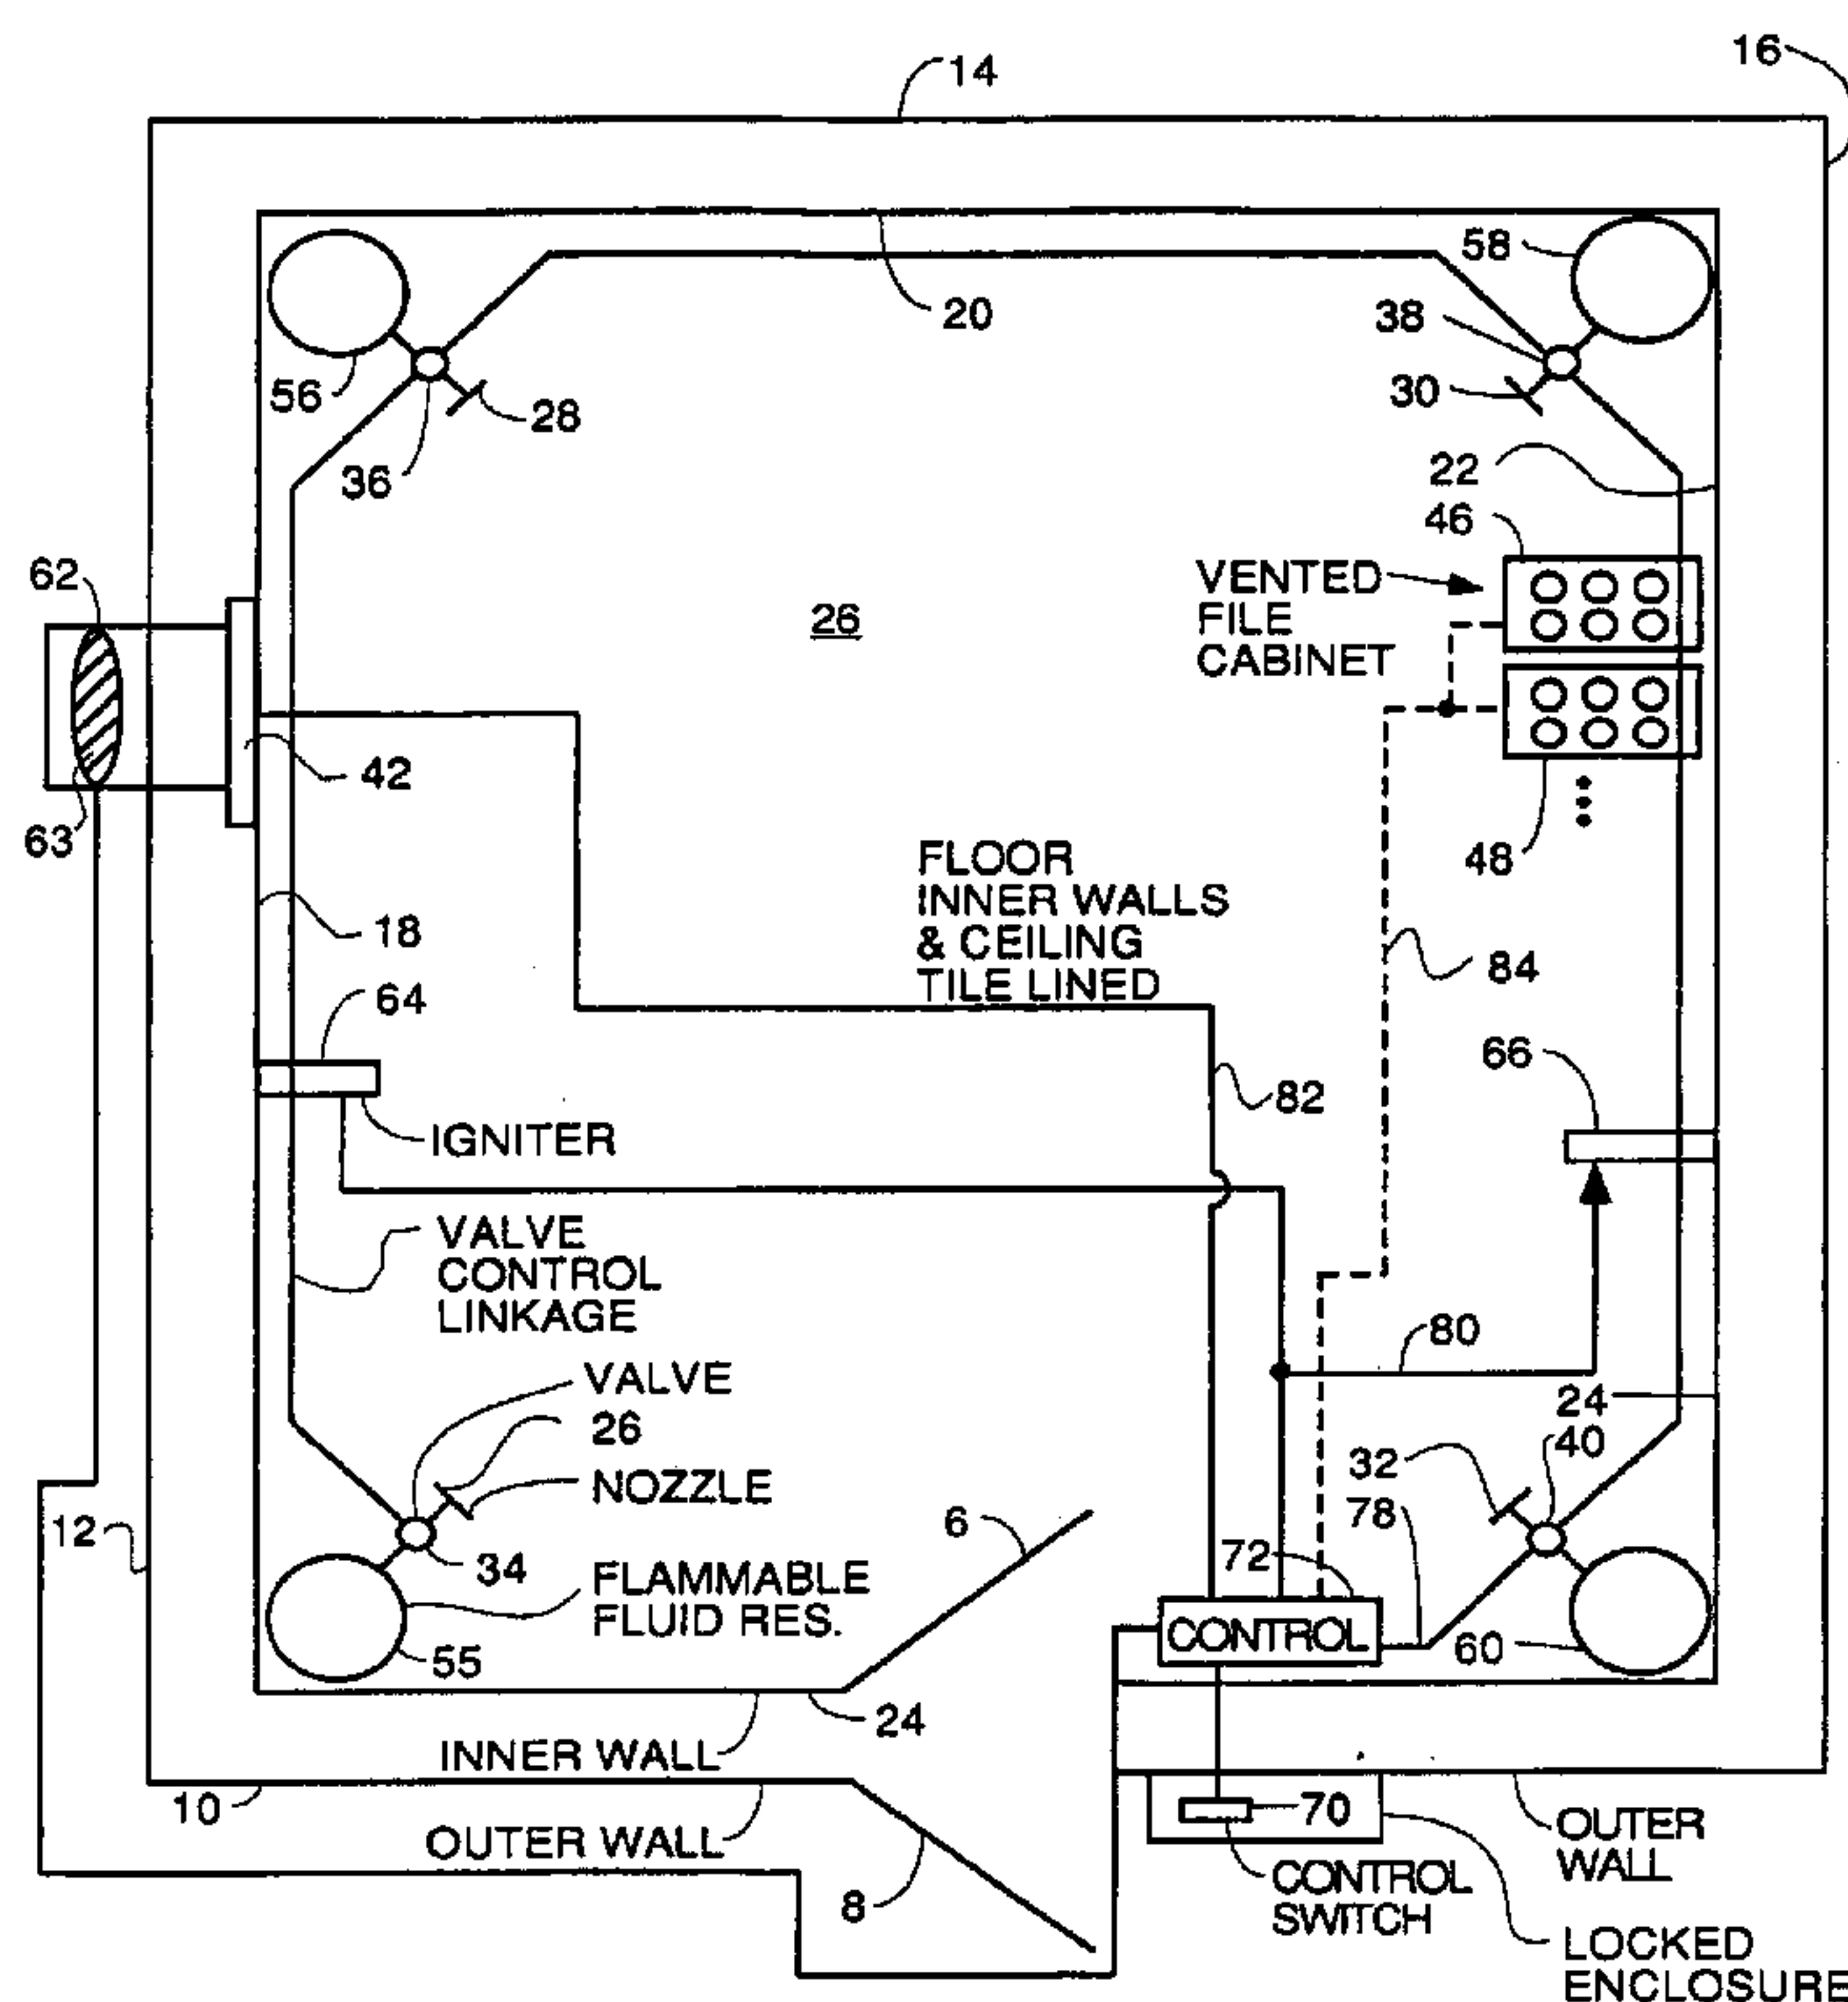 14
16
58
20
38
56
28
30
36
22
46
62
VENTED
FILE
CABINET
26
42
63
48
FLOOR
INNER WALLS
& CEILING
TILE LINED
18
84
64
66
82
IGNITER
VALVE
CONTROL
LINKAGE
80
VALVE
24
26
40
32
NOZZLE
78
12
6
72
34
FLAMMABLE
FLUID RES.
CONTROL
60
55
24
INNER WALL
10
70
OUTER WALL
OUTER
WALL
8
CONTROL
SWITCH
LOCKED
ENCLOSURE